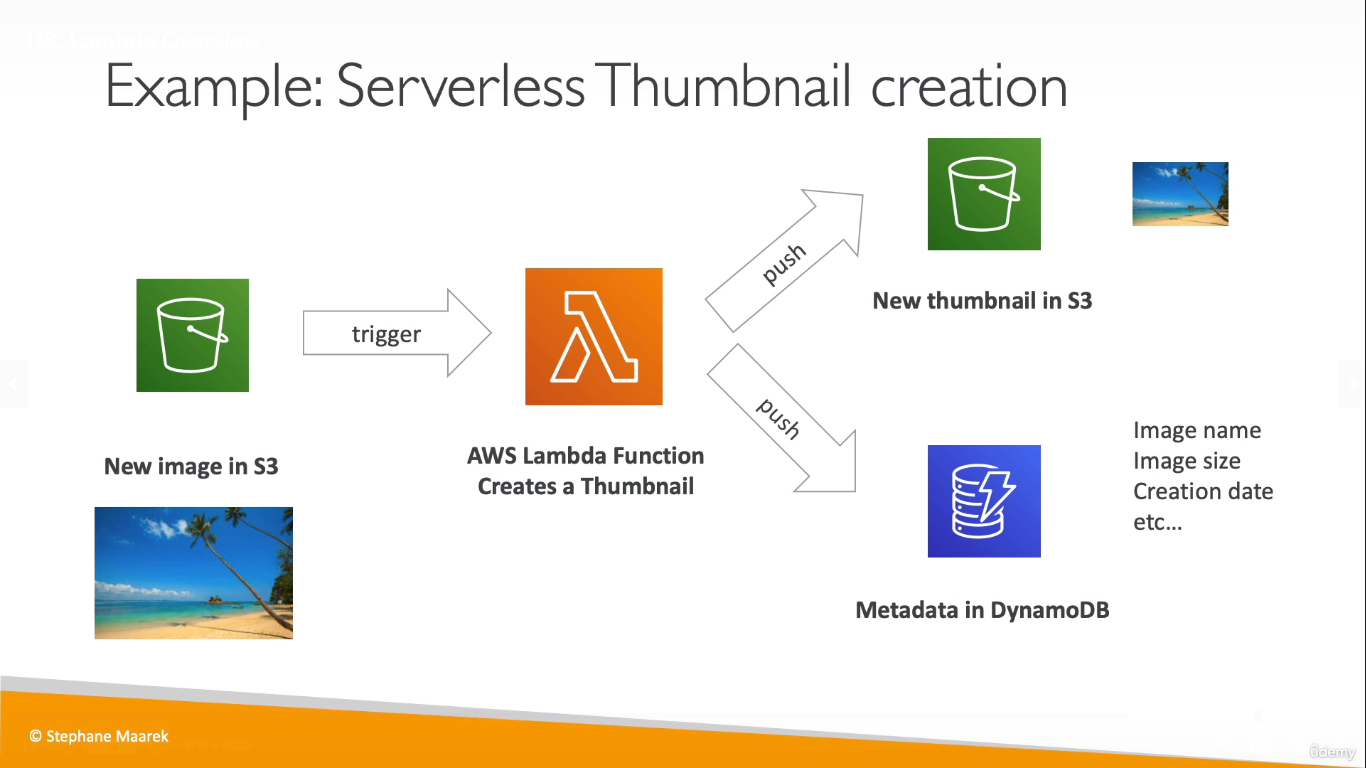 118. Lambda Overview
Example: Serverless Thumbnail creation
push
New thumbnail in S3
trigger
push
New image in S3
AWS Lambda Function
Creates a Thumbnail
Image name
Image size
Creation date
etc...
Metadata in DynamoDB
© Stephane Maarek
ûdemy